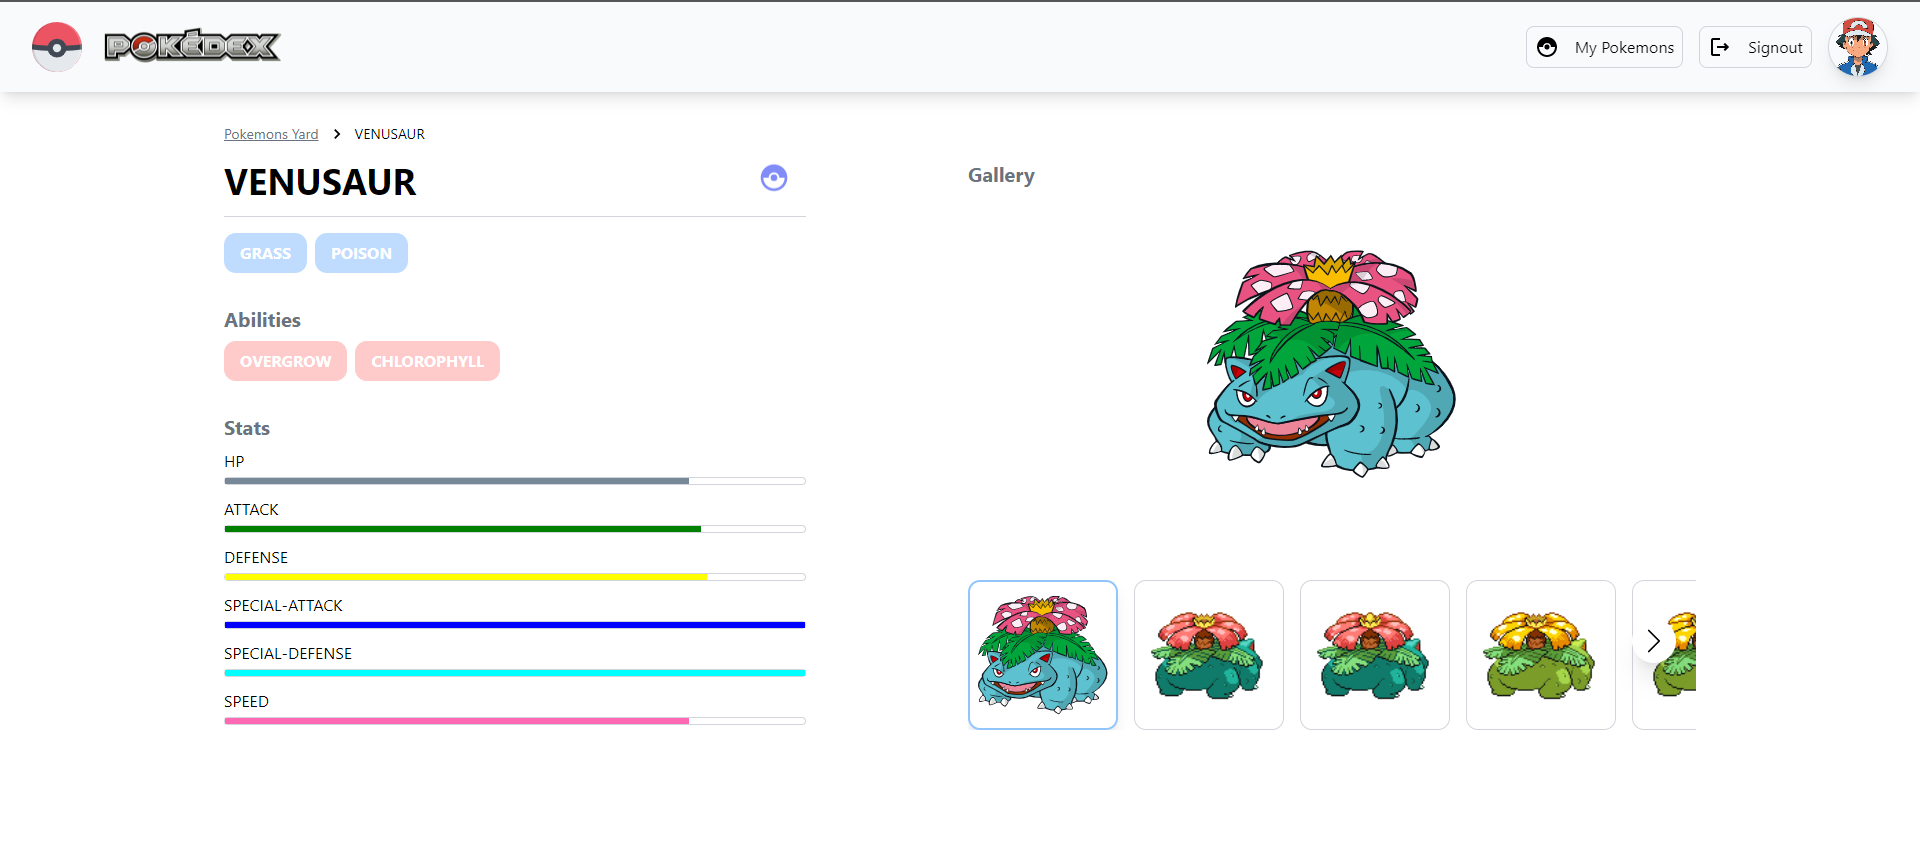 POKÉDEX
My Pokemons
Signout
Pokemons Yard > VENUSAUR
VENUSAUR
GRASS POISON
Abilities
OVERGROW CHLOROPHYLL
Stats
HP
ATTACK
DEFENSE
SPECIAL-ATTACK
SPECIAL-DEFENSE
SPEED
Gallery